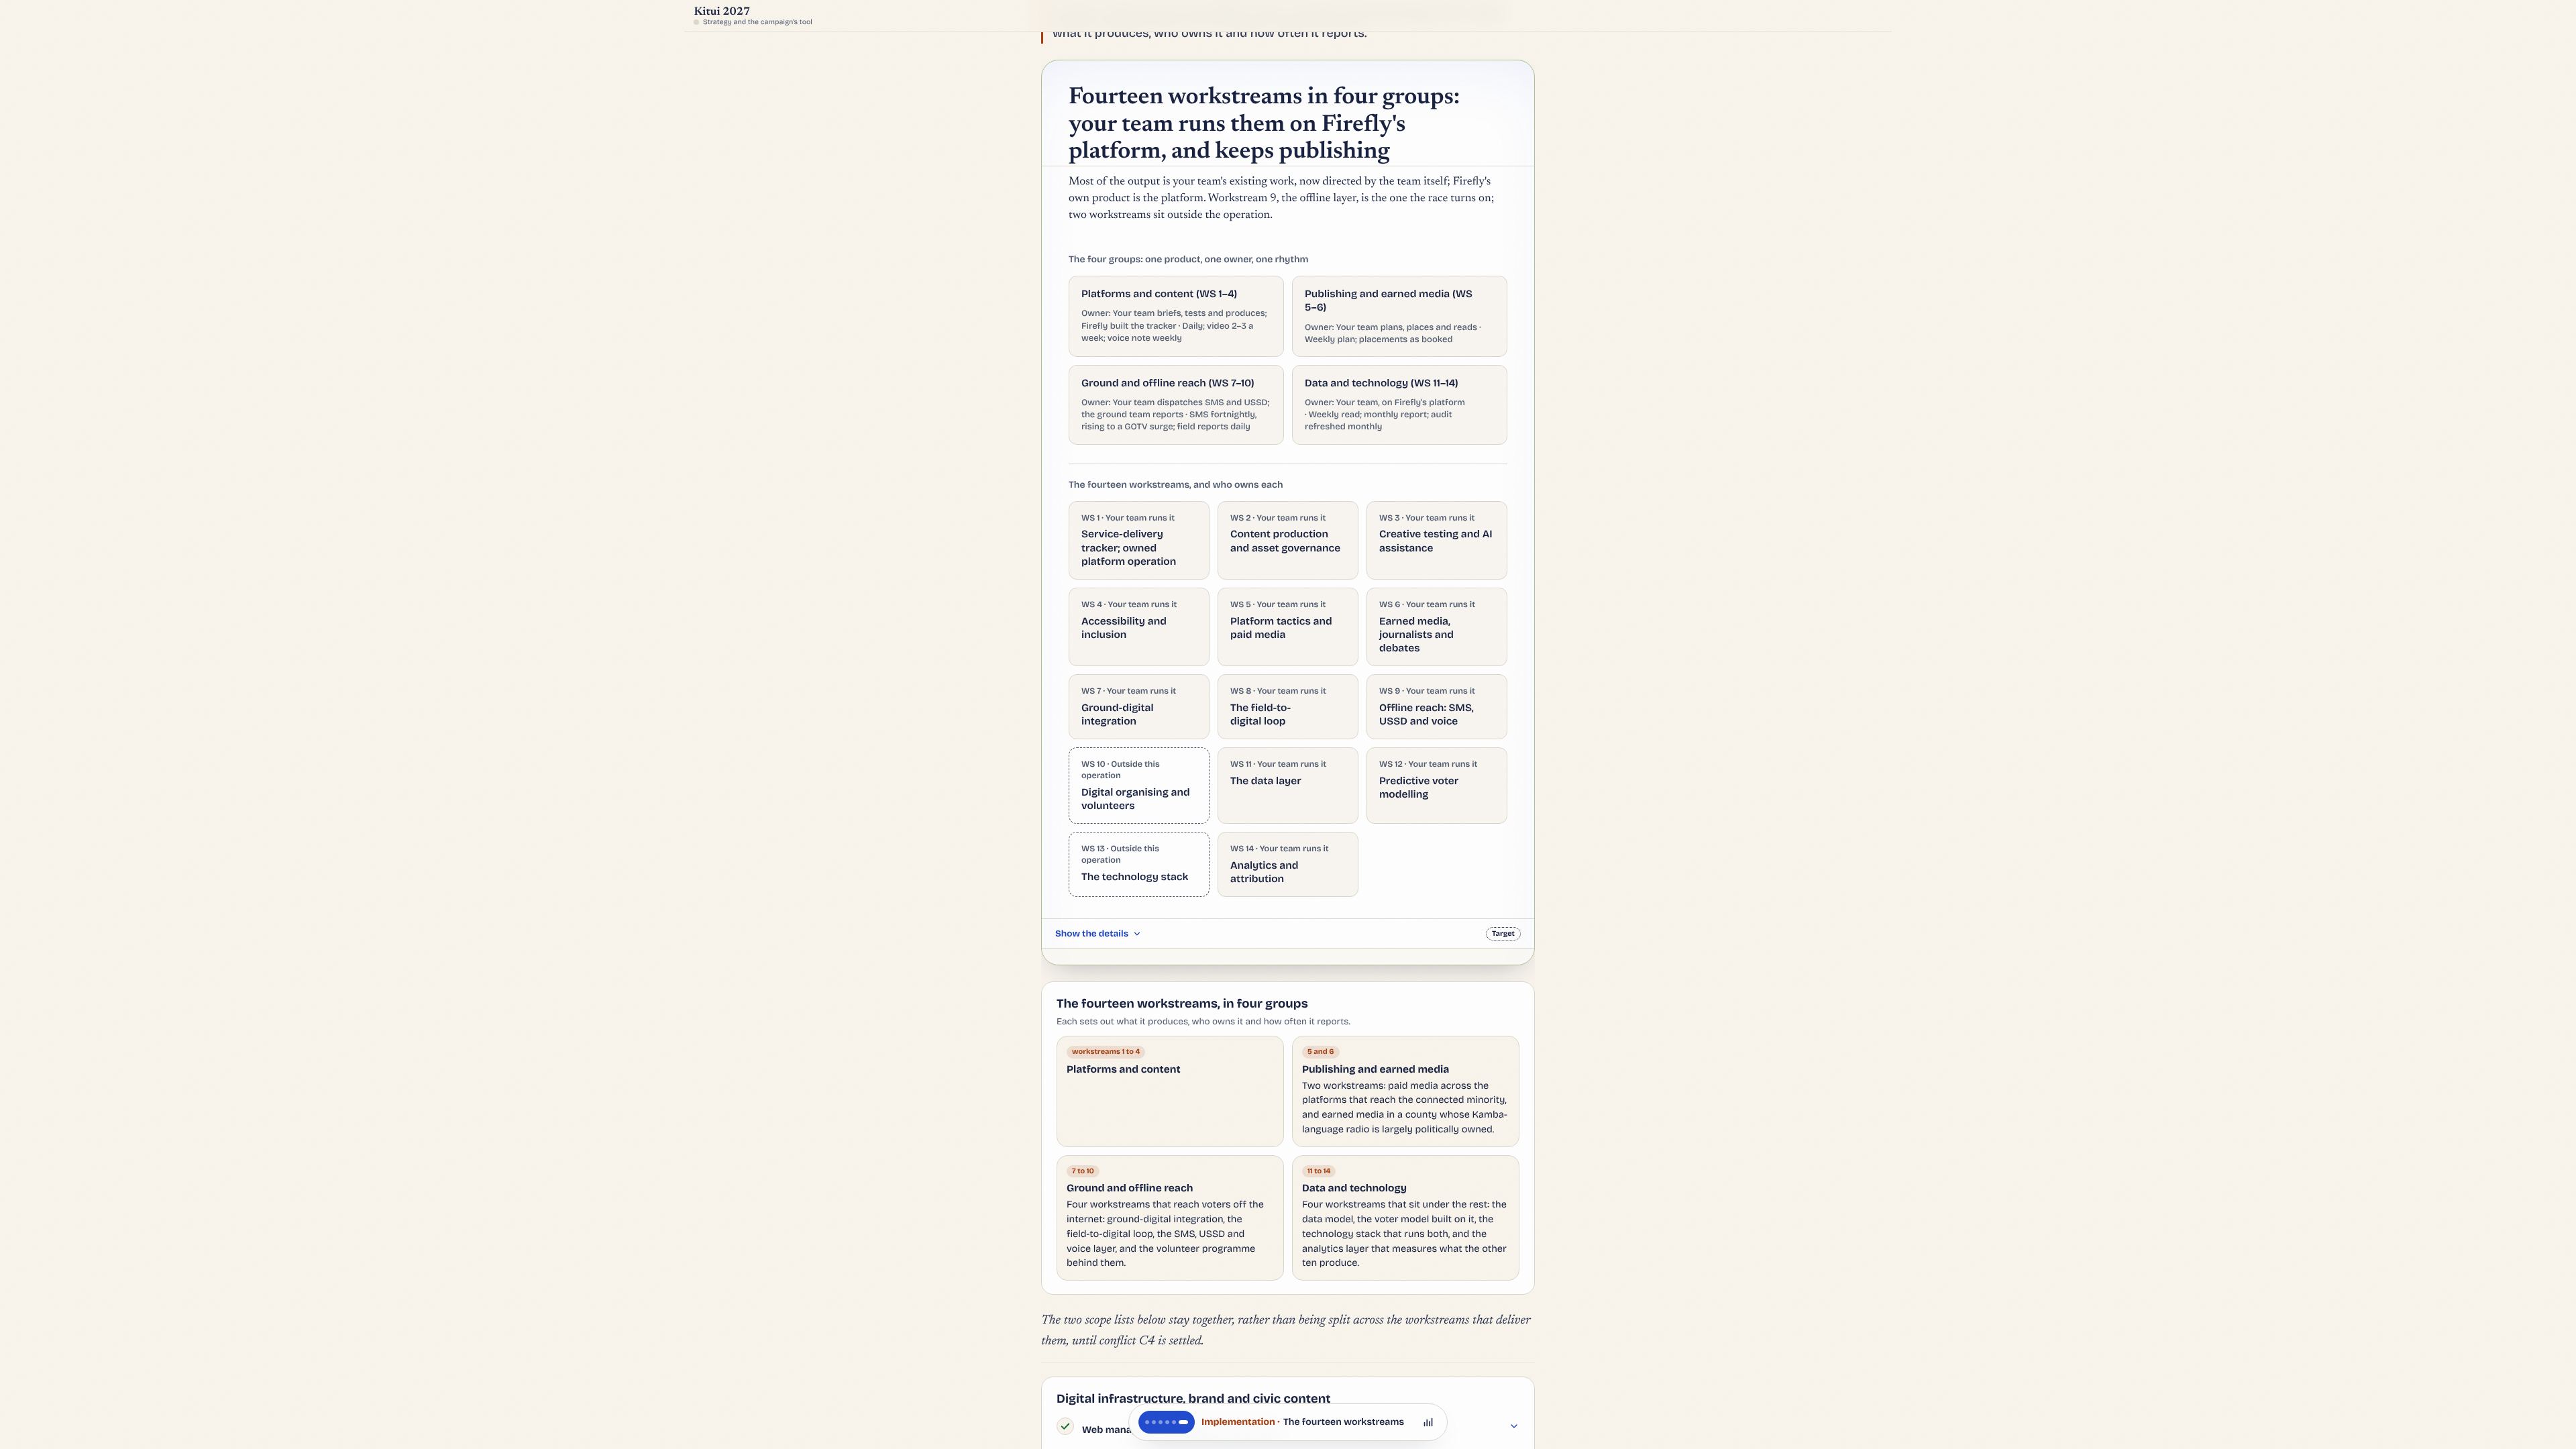 Kitui 2027
Strategy and the campaign's tool
what it produces, who owns it and how often it reports.
Fourteen workstreams in four groups:
your team runs them on Firefly's
platform, and keeps publishing
Most of the output is your team's existing work, now directed by the team itself; Firefly's
own product is the platform. Workstream 9, the offline layer, is the one the race turns on;
two workstreams sit outside the operation.
The four groups: one product, one owner, one rhythm
Platforms and content (WS 1–4)
Owner: Your team briefs, tests and produces;
Firefly built the tracker · Daily; video 2–3 a
week; voice note weekly
Publishing and earned media (WS
5–6)
Owner: Your team plans, places and reads ·
Weekly plan; placements as booked
Ground and offline reach (WS 7–10)
Owner: Your team dispatches SMS and USSD;
the ground team reports · SMS fortnightly,
rising to a GOTV surge; field reports daily
Data and technology (WS 11–14)
Owner: Your team, on Firefly's platform
· Weekly read; monthly report; audit
refreshed monthly
The fourteen workstreams, and who owns each
WS 1 · Your team runs it
Service-delivery
tracker; owned
platform operation
WS 2 · Your team runs it
Content production
and asset governance
WS 3 · Your team runs it
Creative testing and AI
assistance
WS 4 · Your team runs it
Accessibility and
inclusion
WS 5 · Your team runs it
Platform tactics and
paid media
WS 6 · Your team runs it
Earned media,
journalists and
debates
WS 7 · Your team runs it
Ground-digital
integration
WS 8 · Your team runs it
The field-to-
digital loop
WS 9 · Your team runs it
Offline reach: SMS,
USSD and voice
WS 10 · Outside this
operation
Digital organising and
volunteers
WS 11 · Your team runs it
The data layer
WS 12 · Your team runs it
Predictive voter
modelling
WS 13 · Outside this
operation
The technology stack
WS 14 · Your team runs it
Analytics and
attribution
Show the details
Target
The fourteen workstreams, in four groups
Each sets out what it produces, who owns it and how often it reports.
workstreams 1 to 4
Platforms and content
5 and 6
Publishing and earned media
Two workstreams: paid media across the
platforms that reach the connected minority,
and earned media in a county whose Kamba-
language radio is largely politically owned.
7 to 10
Ground and offline reach
Four workstreams that reach voters off the
internet: ground-digital integration, the
field-to-digital loop, the SMS, USSD and
voice layer, and the volunteer programme
behind them.
11 to 14
Data and technology
Four workstreams that sit under the rest: the
data model, the voter model built on it, the
technology stack that runs both, and the
analytics layer that measures what the other
ten produce.
The two scope lists below stay together, rather than being split across the workstreams that deliver
them, until conflict C4 is settled.
Digital infrastructure, brand and civic content
Web mana
Implementation · The fourteen workstreams